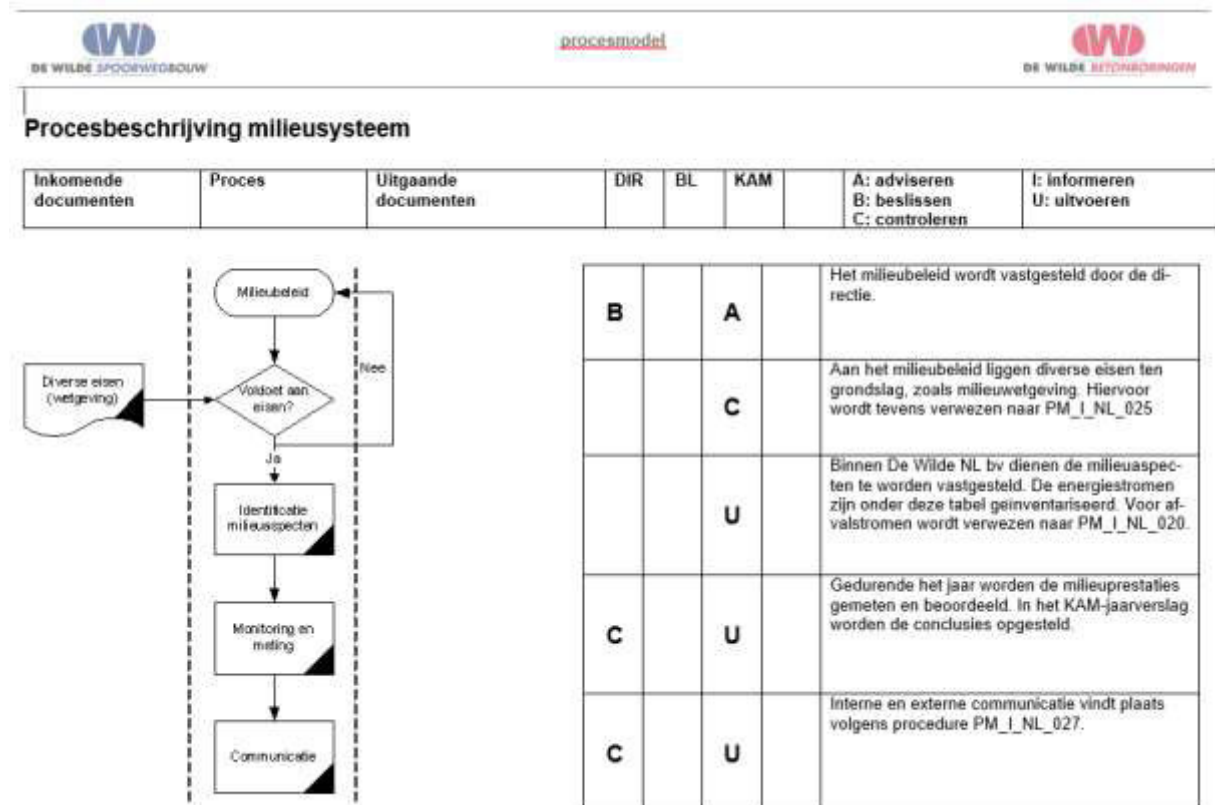 DE WILDE SPOORWEGBOUW
procesmodel
DE WILDE BETONBORINGEN
Procesbeschrijving milieusysteem
Inkomende
documenten
Proces
Uitgaande
documenten
DIR
BL
KAM
A: adviseren
B: beslissen
C: controleren
I: informeren
U: uitvoeren
Milieubeleid
Nee
Diverse eisen
(wetgeving)
Voldoet aan
eisen?
Ja
Identificatie
milieuaspecten
Monitoring en
meting
Communicatie
B
A
Het milieubeleid wordt vastgesteld door de di-
rectie.
C
Aan het milieubeleid liggen diverse eisen ten
grondslag, zoals milieuwetgeving. Hiervoor
wordt tevens verwezen naar PM_I_NL_025
U
Binnen De Wilde NL bv dienen de milieuaspec-
ten te worden vastgesteld. De energiestromen
zijn onder deze tabel geïnventariseerd. Voor af-
valstromen wordt verwezen naar PM_I_NL_020.
C
U
Gedurende het jaar worden de milieuprestaties
gemeten en beoordeeld. In het KAM-jaarverslag
worden de conclusies opgesteld.
C
U
Interne en externe communicatie vindt plaats
volgens procedure PM_I_NL_027.